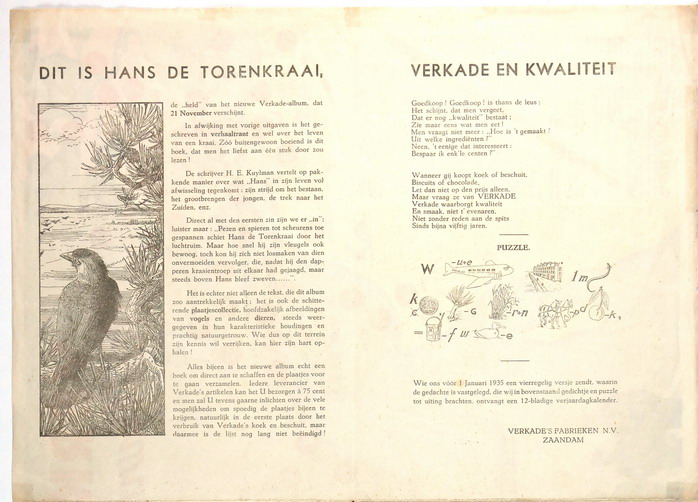 DIT IS HANS DE TORENKRAAI,
de „held" van het nieuwe Verkade-album, dat
21 November verschijnt.
In afwijking met vorige uitgaven is het ge-
schreven in verhaaltrant en wel over het leven
van een kraai. Zóó buitengewoon boeiend is dit
boek, dat men het liefst aan één stuk door zou
lezen!
De schrijver H. E. Kuylman vertelt op pak-
kende manier over wat „Hans" in zijn leven vol
afwisseling tegenkomt: zijn strijd om het bestaan,
het grootbrengen der jongen, de trek naar het
Zuiden, enz.
Direct al met den eersten zin zijn we er „in";
luister maar: „Pezen en spieren tot scheurens toe
gespannen schiet Hans de Torenkraai door het
luchtruim. Maar hoe snel hij zijn vleugels ook
bewoog, toch kon hij zich niet losmaken van dien
onvermoeiden vervolger, die, nadat hij den dap-
peren kraaientroep uit elkaar had gejaagd, maar
steeds boven Hans bleef zweven......".
Het is echter niet alleen de tekst, die dit album
zoo aantrekkelijk maakt; het is ook de schitte-
rende plaatjescollectie, hoofdzakelijk afbeeldingen
van vogels en andere dieren, steeds weer-
gegeven in hun karakteristieke houdingen en
prachtig natuurgetrouw. Wie dus op dit terrein
zijn kennis wil verrijken, kan hier zijn hart op-
halen!
Alles bijeen is het nieuwe album echt een
boek om direct aan te schaffen en de plaatjes voor
te gaan verzamelen. Iedere leverancier van
Verkade's artikelen kan het U bezorgen à 75 cent
en men zal U tevens gaarne inlichten over de vele
mogelijkheden om spoedig de plaatjes bijeen te
krijgen, natuurlijk in de eerste plaats door het
verbruik van Verkade's koek en beschuit, maar
daarmee is de lijst nog lang niet beëindigd!
VERKADE EN KWALITEIT
Goedkoop! Goedkoop! is thans de leus;
Het schijnt, dat men vergeet,
Dat er nog „kwaliteit" bestaat;
Zie maar eens wat men eet!
Men vraagt niet meer: „Hoe is 't gemaakt?
Uit welke ingrediënten?"
Neen, 't eenige dat interesseert:
Bespaar ik enk'le centen?"
Wanneer gij koopt koek of beschuit,
Biscuits of chocolade,
Let dan niet op den prijs alleen,
Maar vraag ze van VERKADE
Verkade waarborgt kwaliteit
En smaak, niet t' evenaren,
Niet zonder reden aan de spits
Sinds bijna vijftig jaren.
PUZZLE.
W -u+e 1m
k -G -r=n -od -k,
= -f w -e
Wie ons vóór 1 Januari 1935 een vierregelig versje zendt, waarin
de gedachte is vastgelegd, die wij in bovenstaand gedichtje en puzzle
tot uiting brachten, ontvangt een 12-bladige verjaardagkalender.
VERKADE'S FABRIEKEN N.V.
ZAANDAM